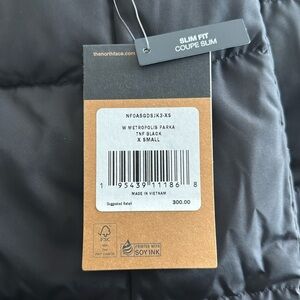 SLIM FIT
COUPE SLIM
thenorthface.com
NF0A5GDSJK3-XS
W METROPOLIS PARKA
TNF BLACK
X SMALL
1 95439 11186 8
MADE IN VIETNAM
Suggested Retail
300.00
FSC
PRINTED WITH
SOY INK